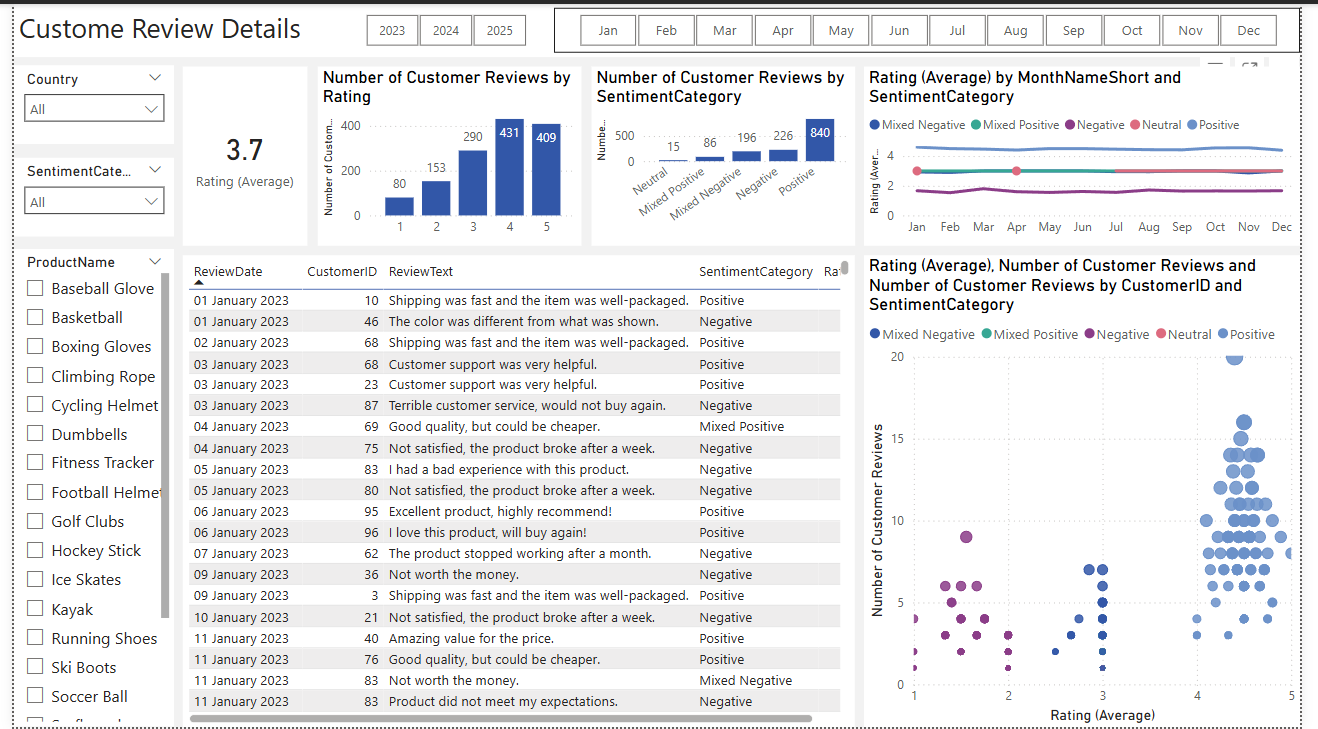 Custome Review Details
2023 2024 2025
Jan Feb Mar Apr May Jun Jul Aug Sep Oct Nov Dec
Country
All
SentimentCate...
All
ProductName
Baseball Glove
Basketball
Boxing Gloves
Climbing Rope
Cycling Helmet
Dumbbells
Fitness Tracker
Football Helmet
Golf Clubs
Hockey Stick
Ice Skates
Kayak
Running Shoes
Ski Boots
Soccer Ball
3.7
Rating (Average)
Number of Customer Reviews by
Rating
Number of Custom...
400
200
0
80 153 290 431 409
1 2 3 4 5
Number of Customer Reviews by
SentimentCategory
Numbe...
500
0
15 86 196 226 840
Neutral
Mixed Positive
Mixed Negative
Negative
Positive
Rating (Average) by MonthNameShort and
SentimentCategory
Mixed Negative Mixed Positive Negative Neutral Positive
Rating (Aver...
4
2
0
Jan Feb Mar Apr May Jun Jul Aug Sep Oct Nov Dec
ReviewDate CustomerID ReviewText SentimentCategory Ra
01 January 2023 10 Shipping was fast and the item was well-packaged. Positive
01 January 2023 46 The color was different from what was shown. Negative
02 January 2023 68 Shipping was fast and the item was well-packaged. Positive
03 January 2023 68 Customer support was very helpful. Positive
03 January 2023 23 Customer support was very helpful. Positive
03 January 2023 87 Terrible customer service, would not buy again. Negative
04 January 2023 69 Good quality, but could be cheaper. Mixed Positive
04 January 2023 75 Not satisfied, the product broke after a week. Negative
05 January 2023 83 I had a bad experience with this product. Negative
05 January 2023 80 Not satisfied, the product broke after a week. Negative
06 January 2023 95 Excellent product, highly recommend! Positive
06 January 2023 96 I love this product, will buy again! Positive
07 January 2023 62 The product stopped working after a month. Negative
09 January 2023 36 Not worth the money. Negative
09 January 2023 3 Shipping was fast and the item was well-packaged. Positive
10 January 2023 21 Not satisfied, the product broke after a week. Negative
11 January 2023 40 Amazing value for the price. Positive
11 January 2023 76 Good quality, but could be cheaper. Positive
11 January 2023 83 Not worth the money. Mixed Negative
11 January 2023 83 Product did not meet my expectations. Negative
Rating (Average), Number of Customer Reviews and
Number of Customer Reviews by CustomerID and
SentimentCategory
Mixed Negative Mixed Positive Negative Neutral Positive
Number of Customer Reviews
20
15
10
5
0
1 2 3 4 5
Rating (Average)